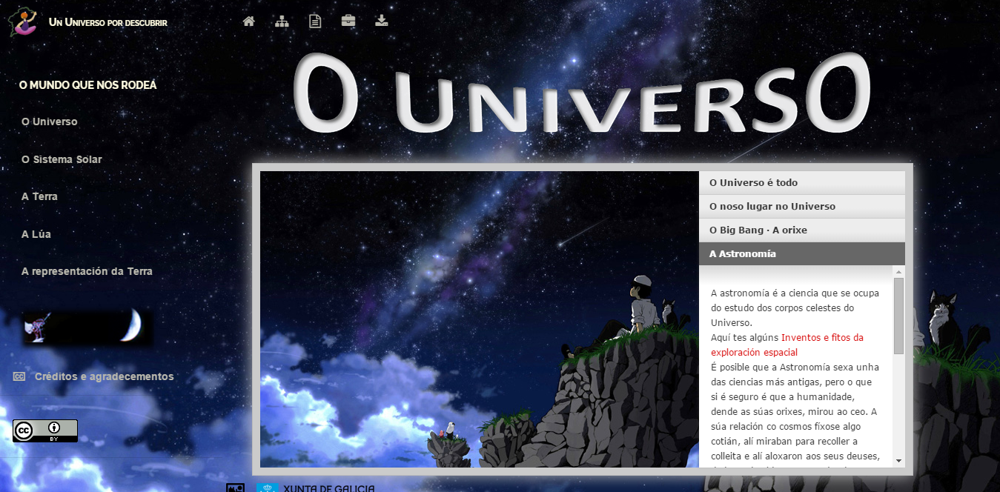 Un Universo por descubrir
O UNIVERSO
O MUNDO QUE NOS RODEA
O Universo
O Sistema Solar
A Terra
A Lúa
A representación da Terra
Créditos e agradecementos
cc
BY
O Universo é todo
O noso lugar no Universo
O Big Bang · A orixe
A Astronomía
A astronomía é a ciencia que se ocupa
do estudo dos corpos celestes do
Universo.
Aquí tes algúns Inventos e fitos da
exploración espacial
É posible que a Astronomía sexa unha
das ciencias máis antigas, pero o que
si é seguro é que a humanidade,
dende as súas orixes, mirou ao ceo. A
súa relación co cosmos fíxose algo
cotián, alí miraban para recoller a
colleita e alí aloxaron aos seus deuses,
XUNTA DE GALICIA